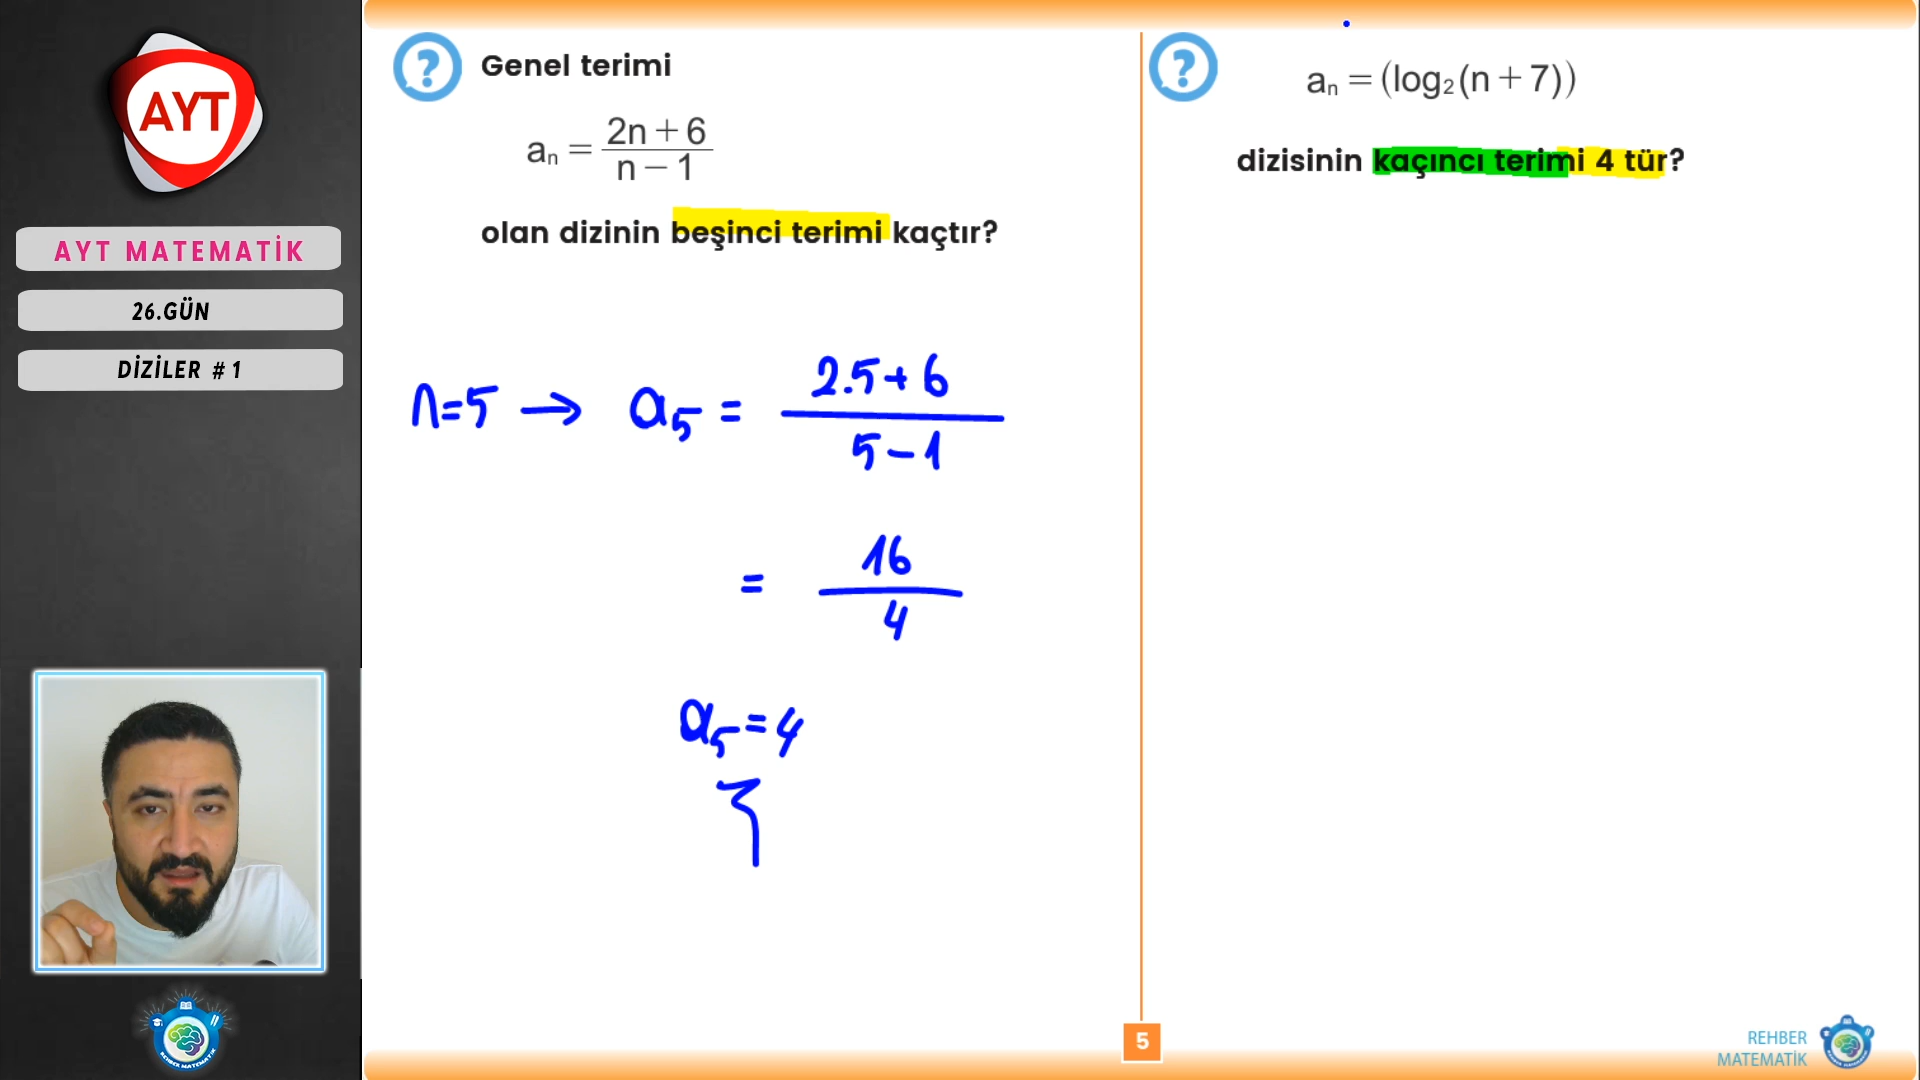 AYT
AYT MATEMATİK
26.GÜN
DİZİLER # 1
Genel terimi
aₙ = (2n + 6) / (n − 1)
olan dizinin beşinci terimi kaçtır?
n=5 → a₅ = (2.5+6) / (5−1)
= 16 / 4
a₅=4
aₙ = (log₂(n + 7))
dizisinin kaçıncı terimi 4 tür?
5
REHBER
MATEMATİK
REHBER MATEMATİK